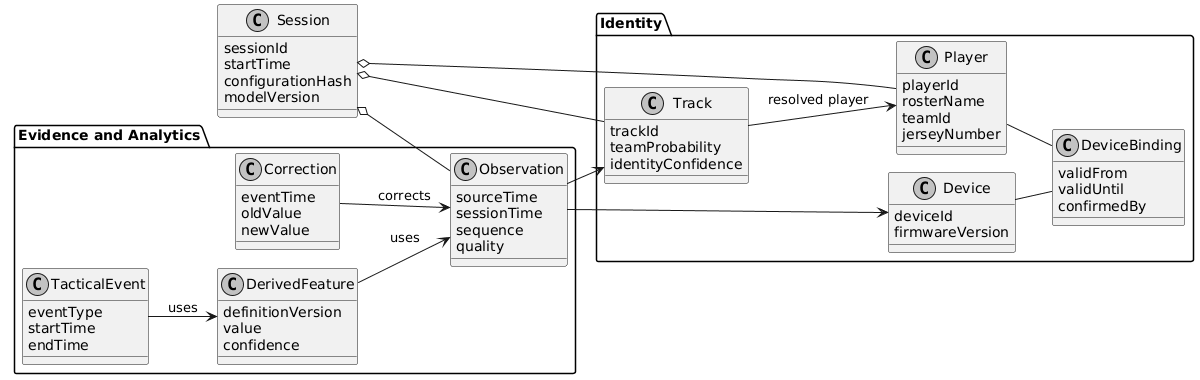 C Session
sessionId
startTime
configurationHash
modelVersion
Identity
C Player
playerId
rosterName
teamId
jerseyNumber
C Track
trackId
teamProbability
identityConfidence
resolved player
C DeviceBinding
validFrom
validUntil
confirmedBy
C Device
deviceId
firmwareVersion
Evidence and Analytics
C Correction
eventTime
oldValue
newValue
corrects
C Observation
sourceTime
sessionTime
sequence
quality
uses
C TacticalEvent
eventType
startTime
endTime
uses
C DerivedFeature
definitionVersion
value
confidence